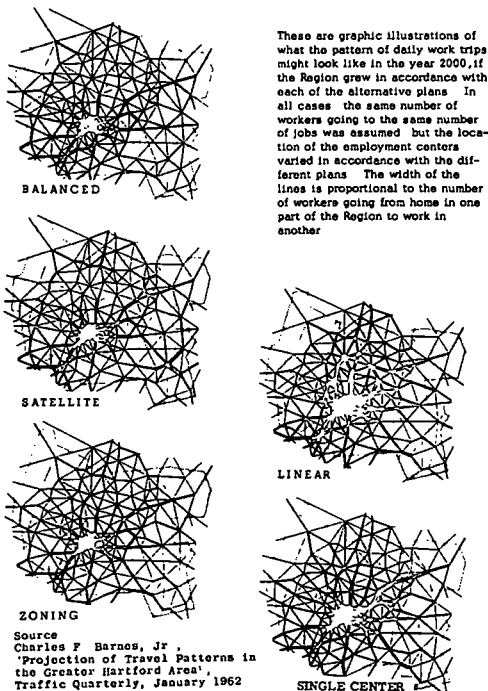 These are graphic illustrations of
what the pattern of daily work trips
might look like in the year 2000, if
the Region grew in accordance with
each of the alternative plans In
all cases the same number of
workers going to the same number
of jobs was assumed but the loca-
tion of the employment centers
varied in accordance with the dif-
ferent plans The width of the
lines is proportional to the number
of workers going from home in one
part of the Region to work in
another
BALANCED
SATELLITE
LINEAR
ZONING
SINGLE CENTER
Source
Charles F Barnes, Jr ,
'Projection of Travel Patterns in
the Greater Hartford Area',
Traffic Quarterly, January 1962